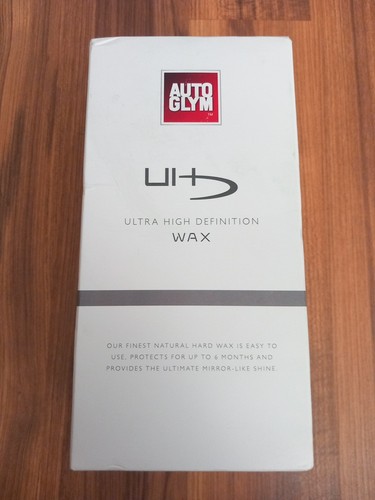 AUTO
GLYM
TM
UHD
ULTRA HIGH DEFINITION
WAX
OUR FINEST NATURAL HARD WAX IS EASY TO
USE, PROTECTS FOR UP TO 6 MONTHS AND
PROVIDES THE ULTIMATE MIRROR-LIKE SHINE.